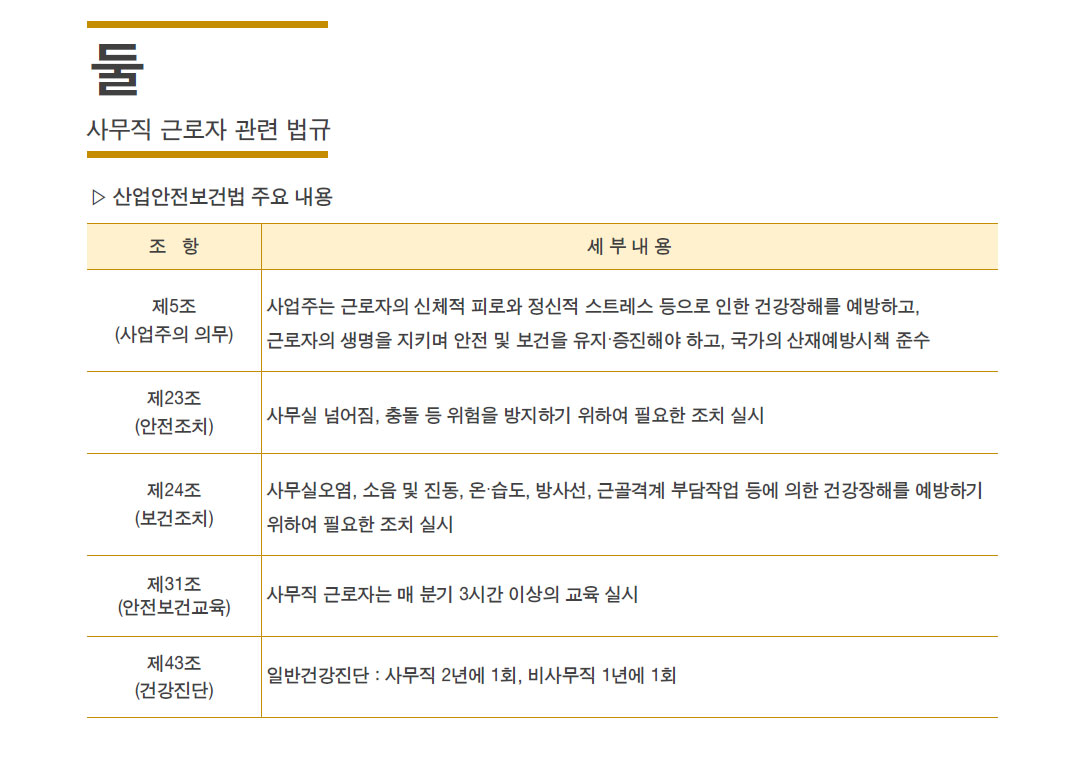 둘
사무직 근로자 관련 법규
▷ 산업안전보건법 주요 내용
조 항
세 부 내 용
제5조
(사업주의 의무)
사업주는 근로자의 신체적 피로와 정신적 스트레스 등으로 인한 건강장해를 예방하고,
근로자의 생명을 지키며 안전 및 보건을 유지·증진해야 하고, 국가의 산재예방시책 준수
제23조
(안전조치)
사무실 넘어짐, 충돌 등 위험을 방지하기 위하여 필요한 조치 실시
제24조
(보건조치)
사무실오염, 소음 및 진동, 온·습도, 방사선, 근골격계 부담작업 등에 의한 건강장해를 예방하기
위하여 필요한 조치 실시
제31조
(안전보건교육)
사무직 근로자는 매 분기 3시간 이상의 교육 실시
제43조
(건강진단)
일반건강진단 : 사무직 2년에 1회, 비사무직 1년에 1회